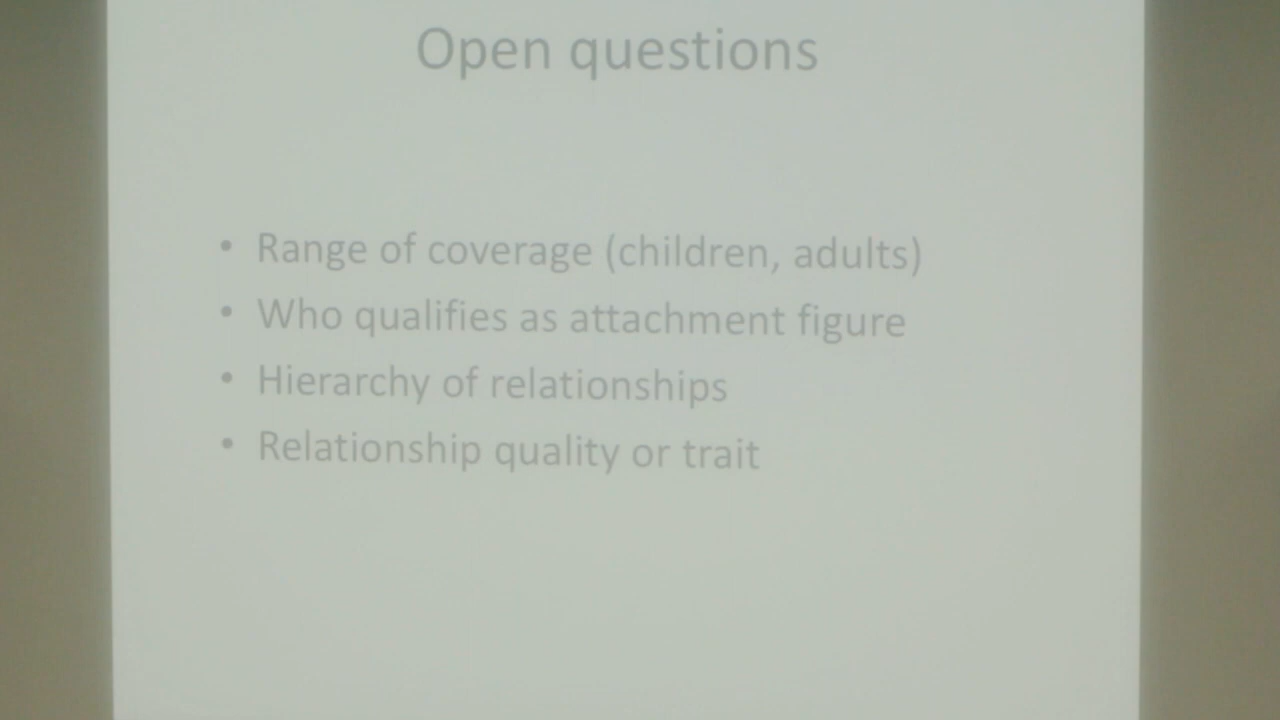 Open questions
• Range of coverage (children, adults)
• Who qualifies as attachment figure
• Hierarchy of relationships
• Relationship quality or trait